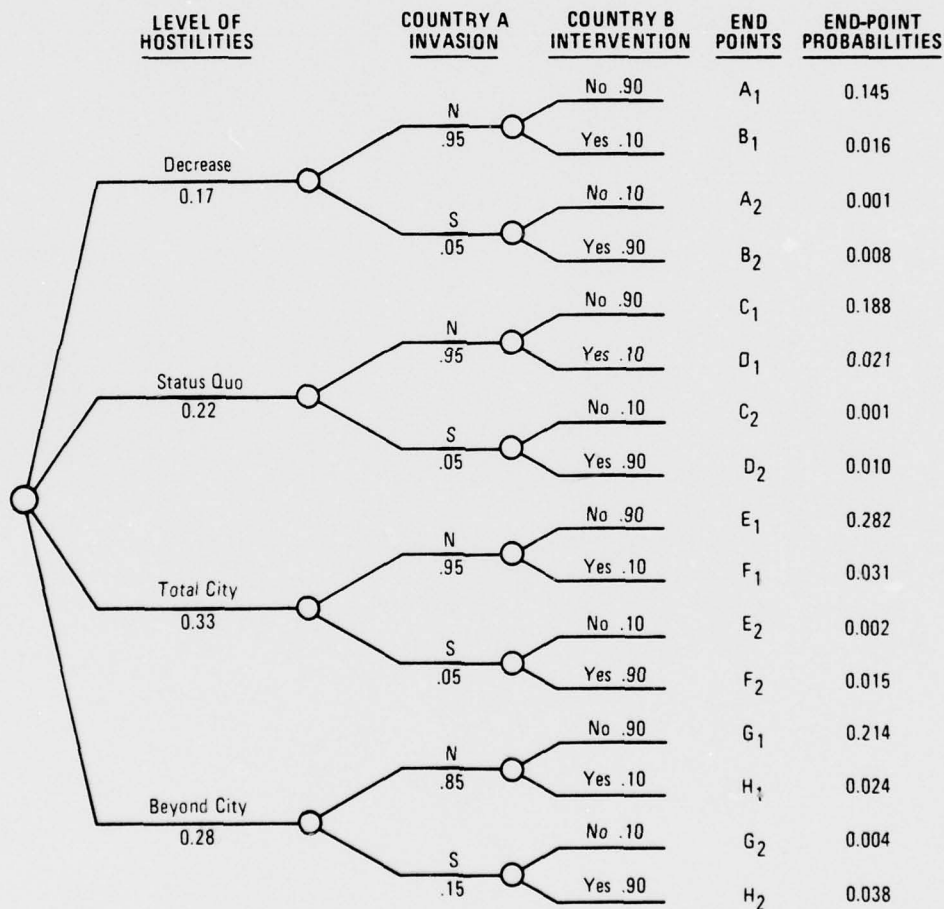 LEVEL OF HOSTILITIES COUNTRY A INVASION COUNTRY B INTERVENTION END POINTS END-POINT PROBABILITIES
No .90 A1 0.145
N
.95
Yes .10 B1 0.016
Decrease
0.17
No .10 A2 0.001
S
.05
Yes .90 B2 0.008
No .90 C1 0.188
N
.95
Yes .10 D1 0.021
Status Quo
0.22
No .10 C2 0.001
S
.05
Yes .90 D2 0.010
No .90 E1 0.282
N
.95
Yes .10 F1 0.031
Total City
0.33
No .10 E2 0.002
S
.05
Yes .90 F2 0.015
No .90 G1 0.214
N
.85
Yes .10 H1 0.024
Beyond City
0.28
No .10 G2 0.004
S
.15
Yes .90 H2 0.038